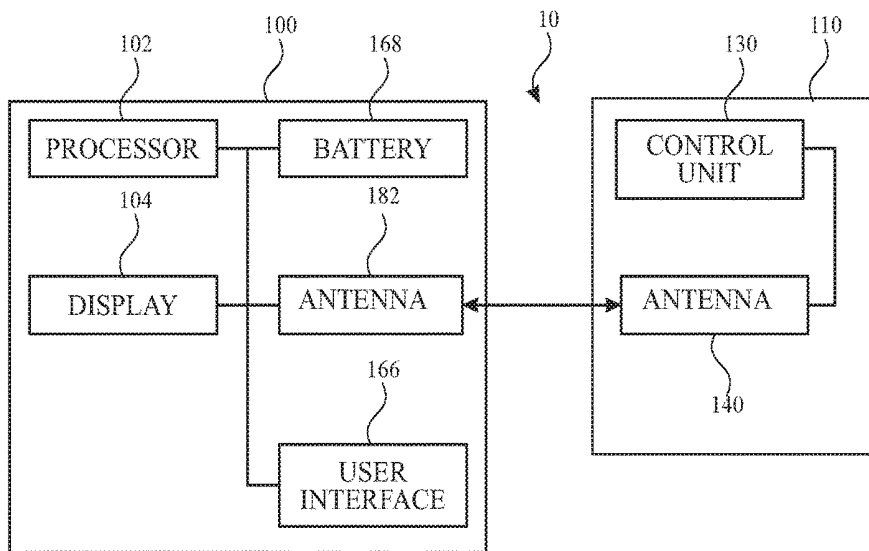 102
100
168
10
130
110
PROCESSOR
BATTERY
CONTROL
UNIT
104
182
DISPLAY
ANTENNA
ANTENNA
166
140
USER
INTERFACE